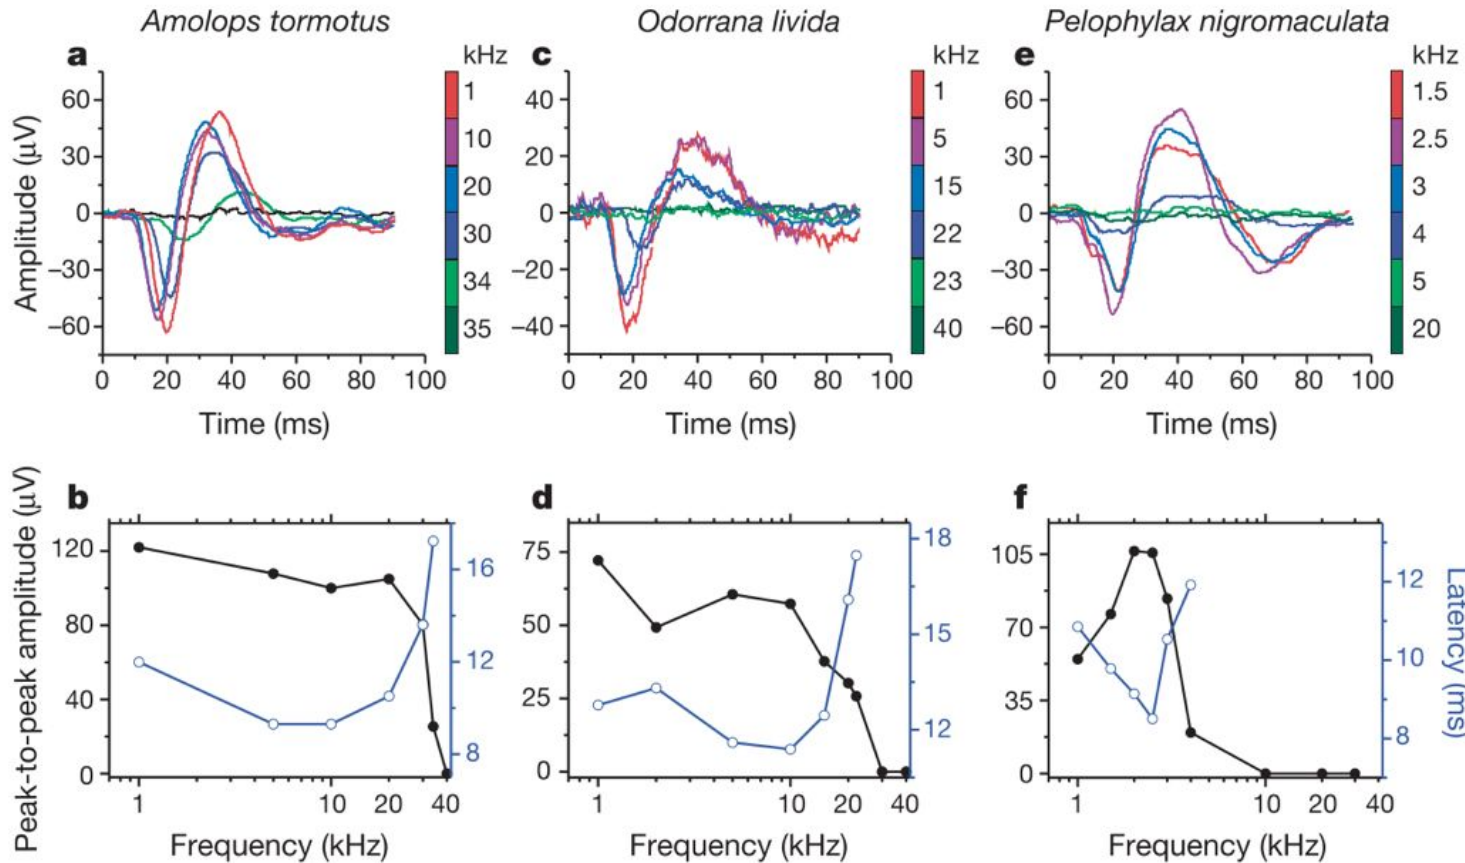 Amolops tormotus
Odorrana livida
Pelophylax nigromaculata
a
kHz
1
10
20
30
34
35
60
30
0
−30
−60
Amplitude (μV)
0 20 40 60 80 100
Time (ms)
c
kHz
1
5
15
22
23
40
40
20
0
−20
−40
0 20 40 60 80 100
Time (ms)
e
kHz
1.5
2.5
3
4
5
20
60
30
0
−30
−60
0 20 40 60 80 100
Time (ms)
b
Peak-to-peak amplitude (μV)
120
80
40
0
16
12
8
1 10 20 40
Frequency (kHz)
d
75
50
25
0
18
15
12
1 10 20 40
Frequency (kHz)
f
105
70
35
0
12
10
8
Latency (ms)
1 10 20 40
Frequency (kHz)